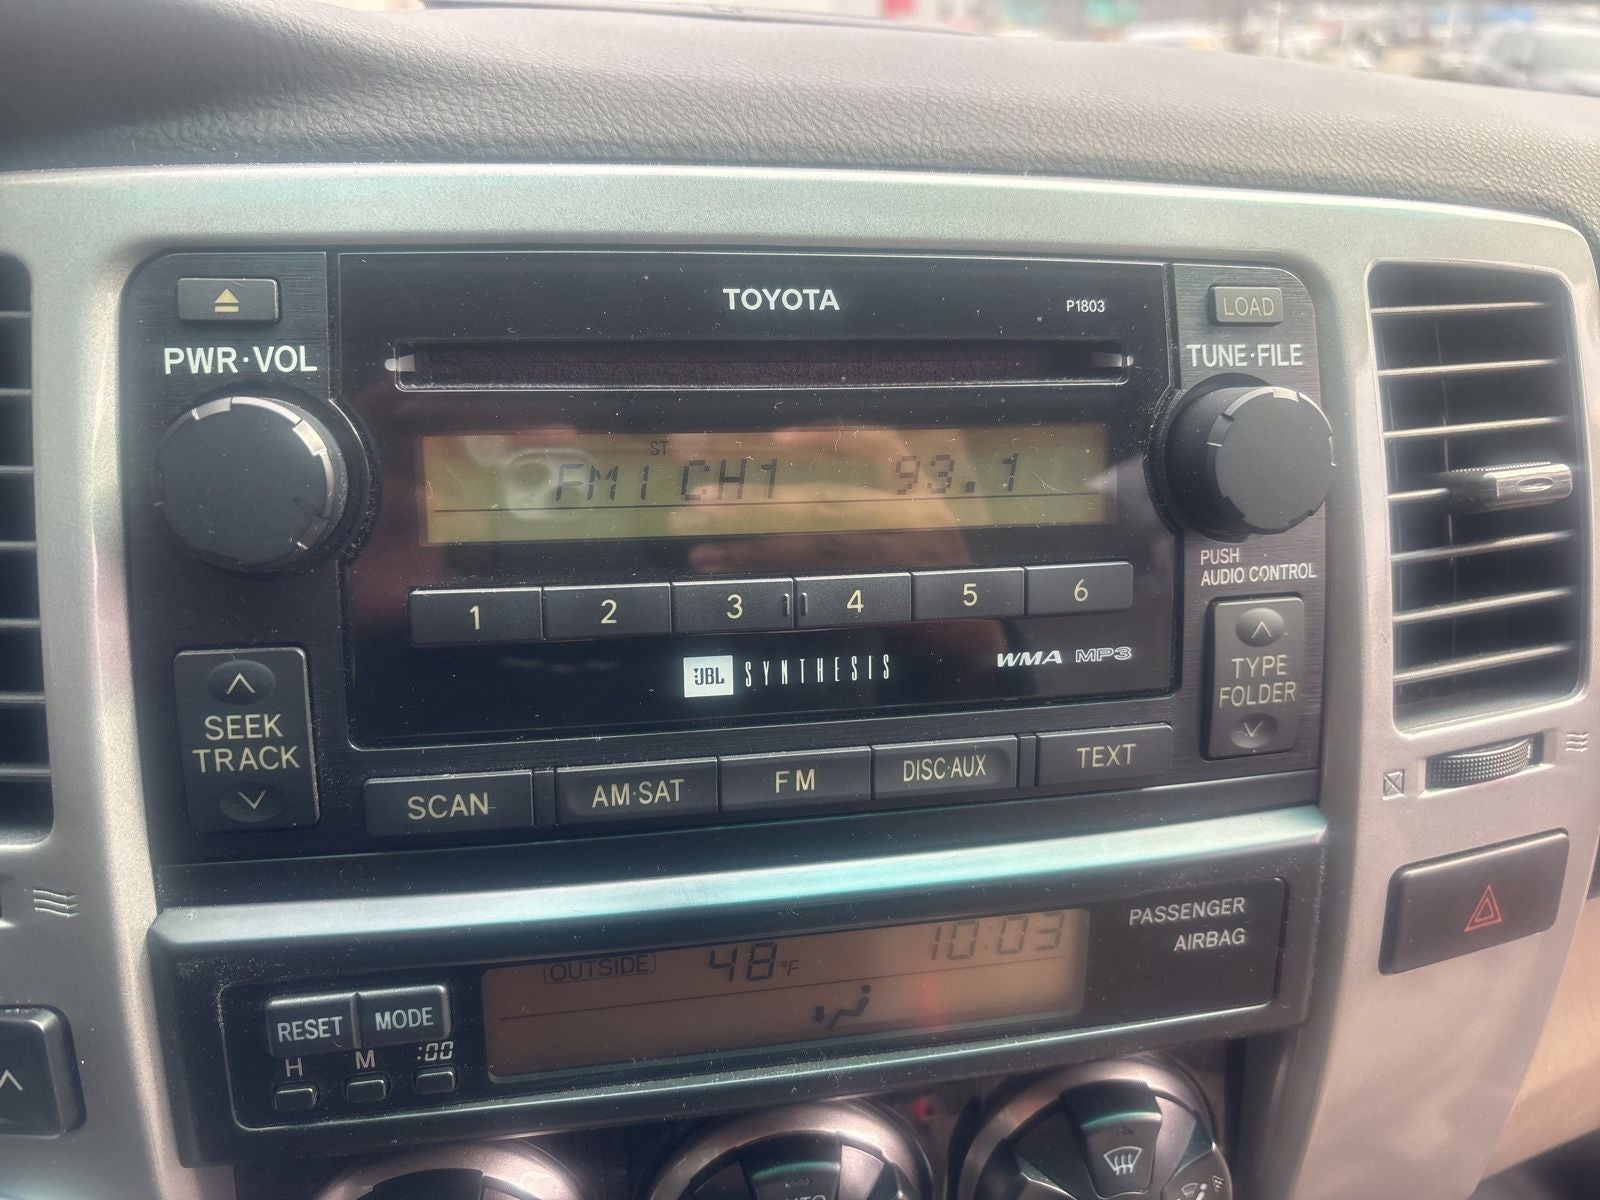 TOYOTA
P1803
LOAD
PWR·VOL
TUNE·FILE
ST
FM1 CH1 93.1
PUSH
AUDIO CONTROL
1 2 3 4 5 6
JBL SYNTHESIS
WMA MP3
SEEK
TRACK
TYPE
FOLDER
SCAN AM·SAT FM DISC·AUX TEXT
PASSENGER
AIRBAG
OUTSIDE 48°F 10:03
RESET MODE
H M :00